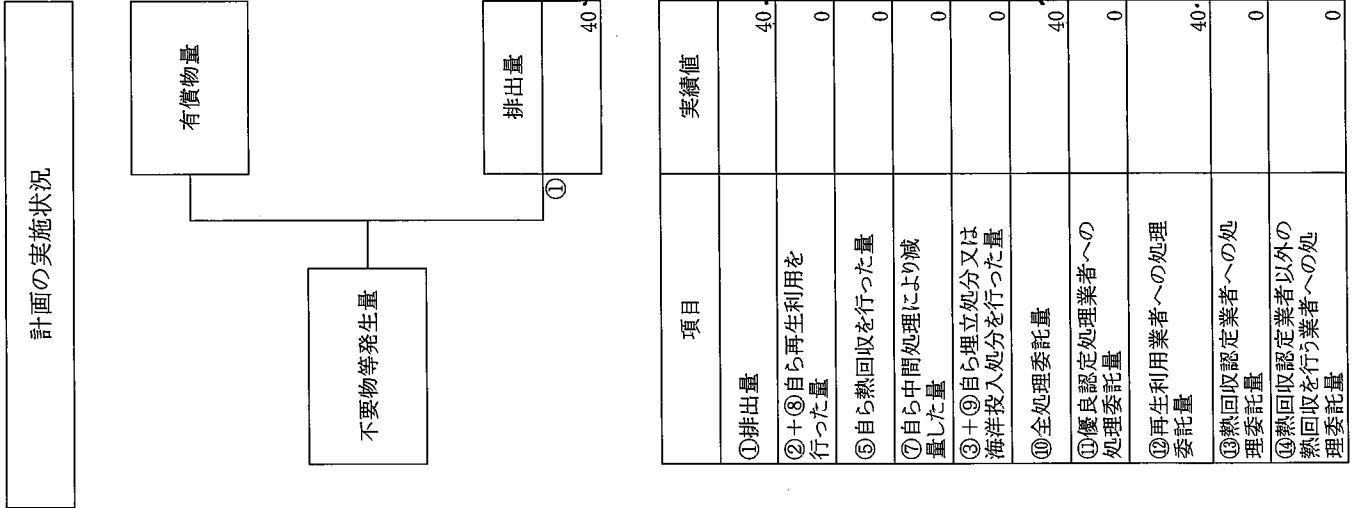 計画の実施状況
有償物量
不要物等発生量
排出量
①
40
項目
実績値
①排出量
40
②+⑧自ら再生利用を
行った量
0
⑤自ら熱回収を行った量
0
⑦自ら中間処理により減
量した量
0
③+⑨自ら埋立処分又は
海洋投入処分を行った量
0
⑩全処理委託量
40
⑪優良認定処理業者への
処理委託量
0
⑫再生利用業者への処理
委託量
40
⑬熱回収認定業者への処
理委託量
0
⑭熱回収認定業者以外の
熱回収を行う業者への処
理委託量
0